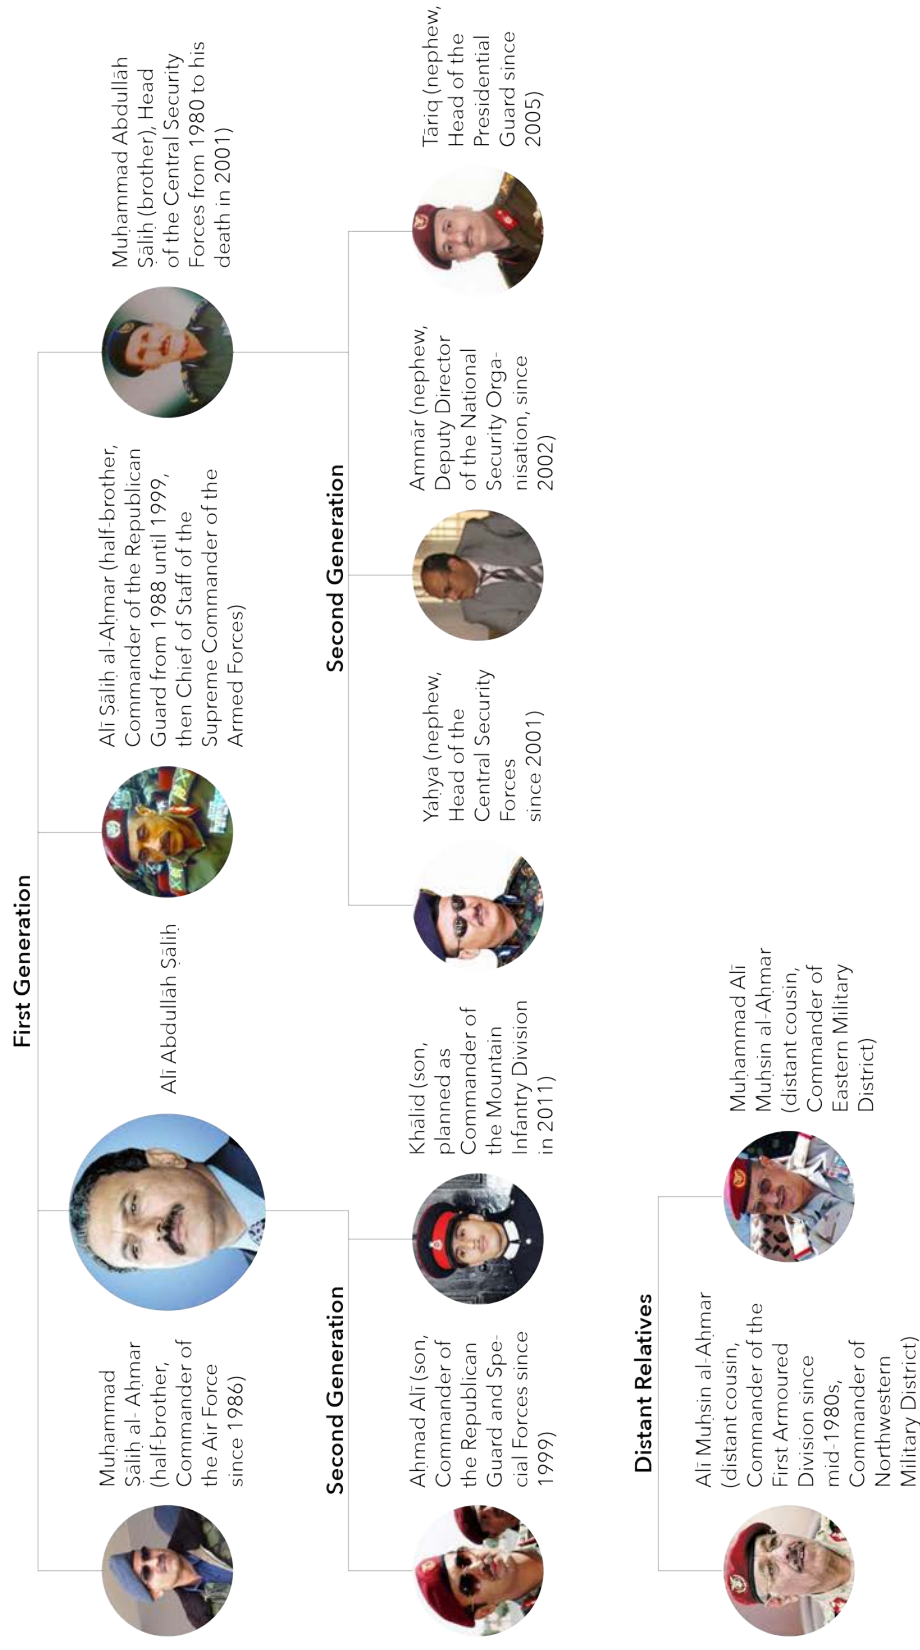 First Generation
Muḥammad
Ṣāliḥ al- Aḥmar
(half-brother,
Commander of
the Air Force
since 1986)
Alī Abdullāh Ṣāliḥ
Alī Ṣāliḥ al-Aḥmar (half-brother,
Commander of the Republican
Guard from 1988 until 1999,
then Chief of Staff of the
Supreme Commander of the
Armed Forces)
Muḥammad Abdullāh
Ṣāliḥ (brother), Head
of the Central Security
Forces from 1980 to his
death in 2001)
Second Generation
Aḥmad Alī (son,
Commander of
the Republican
Guard and Spe-
cial Forces since
1999)
Khālid (son,
planned as
Commander of
the Mountain
Infantry Division
in 2011)
Second Generation
Yaḥya (nephew,
Head of the
Central Security
Forces
since 2001)
Ammār (nephew,
Deputy Director
of the National
Security Orga-
nisation, since
2002)
Tāriq (nephew,
Head of the
Presidential
Guard since
2005)
Distant Relatives
Alī Muḥsin al-Aḥmar
(distant cousin,
Commander of the
First Armoured
Division since
mid-1980s,
Commander of
Northwestern
Military District)
Muḥammad Alī
Muḥsin al-Aḥmar
(distant cousin,
Commander of
Eastern Military
District)